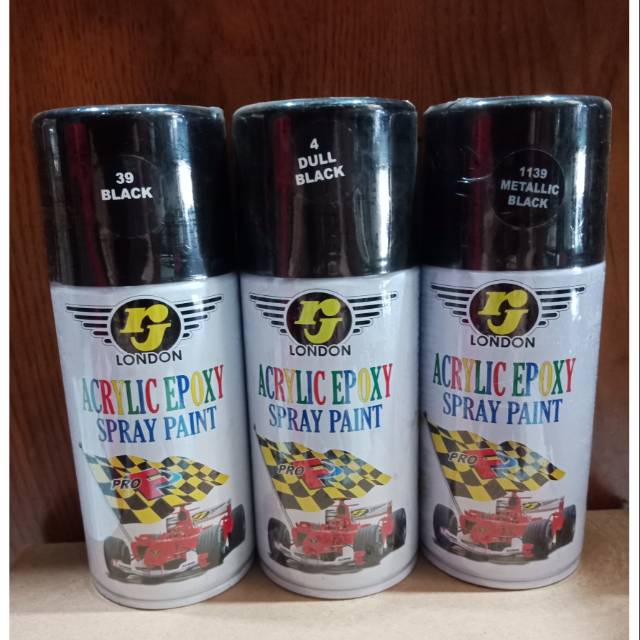 39
BLACK
rj
LONDON
ACRYLIC EPOXY
SPRAY PAINT
PRO
4
DULL
BLACK
rj
LONDON
ACRYLIC EPOXY
SPRAY PAINT
PRO
1139
METALLIC
BLACK
rj
LONDON
ACRYLIC EPOXY
SPRAY PAINT
PRO